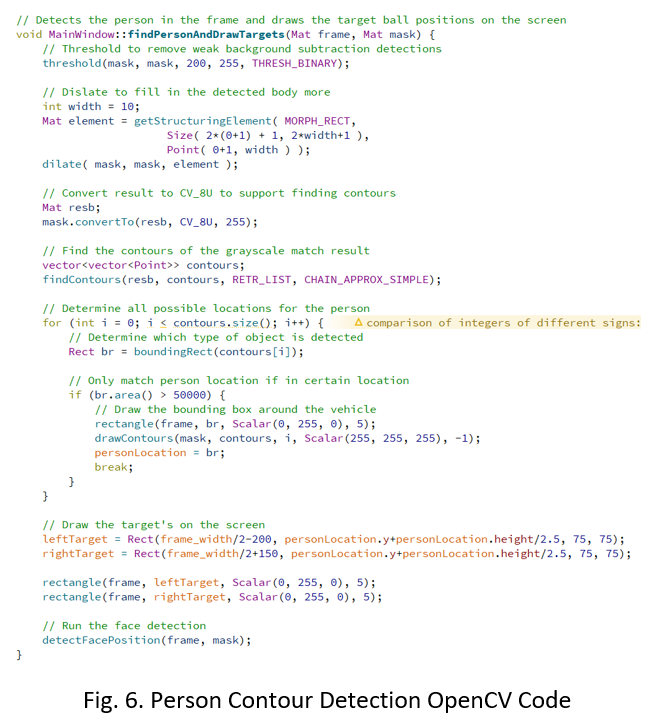 // Detects the person in the frame and draws the target ball positions on the screen
void MainWindow::findPersonAndDrawTargets(Mat frame, Mat mask) {
// Threshold to remove weak background subtraction detections
threshold(mask, mask, 200, 255, THRESH_BINARY);
// Dislate to fill in the detected body more
int width = 10;
Mat element = getStructuringElement( MORPH_RECT,
Size( 2*(0+1) + 1, 2*width+1 ),
Point( 0+1, width ) );
dilate( mask, mask, element );
// Convert result to CV_8U to support finding contours
Mat resb;
mask.convertTo(resb, CV_8U, 255);
// Find the contours of the grayscale match result
vector<vector<Point>> contours;
findContours(resb, contours, RETR_LIST, CHAIN_APPROX_SIMPLE);
// Determine all possible locations for the person
for (int i = 0; i < contours.size(); i++) { ⚠ comparison of integers of different signs:
// Determine which type of object is detected
Rect br = boundingRect(contours[i]);
// Only match person location if in certain location
if (br.area() > 50000) {
// Draw the bounding box around the vehicle
rectangle(frame, br, Scalar(0, 255, 0), 5);
drawContours(mask, contours, i, Scalar(255, 255, 255), -1);
personLocation = br;
break;
}
}
// Draw the target's on the screen
leftTarget = Rect(frame_width/2-200, personLocation.y+personLocation.height/2.5, 75, 75);
rightTarget = Rect(frame_width/2+150, personLocation.y+personLocation.height/2.5, 75, 75);
rectangle(frame, leftTarget, Scalar(0, 255, 0), 5);
rectangle(frame, rightTarget, Scalar(0, 255, 0), 5);
// Run the face detection
detectFacePosition(frame, mask);
}
Fig. 6. Person Contour Detection OpenCV Code